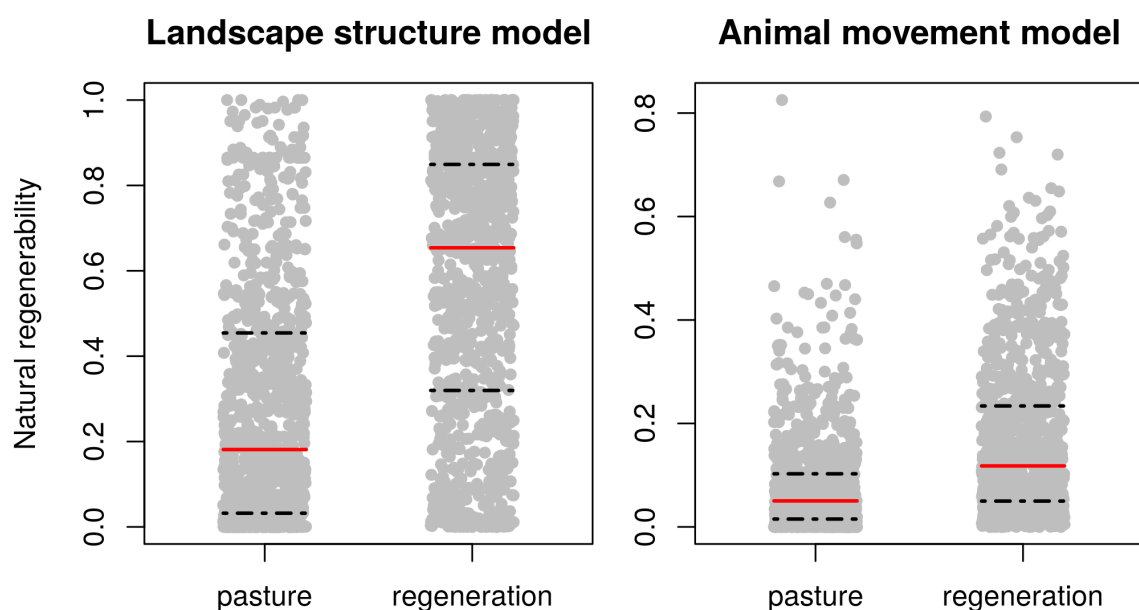 Landscape structure model
Animal movement model
Natural regenerability
1.0
0.8
0.6
0.4
0.2
0.0
0.8
0.6
0.4
0.2
0.0
pasture
regeneration
pasture
regeneration